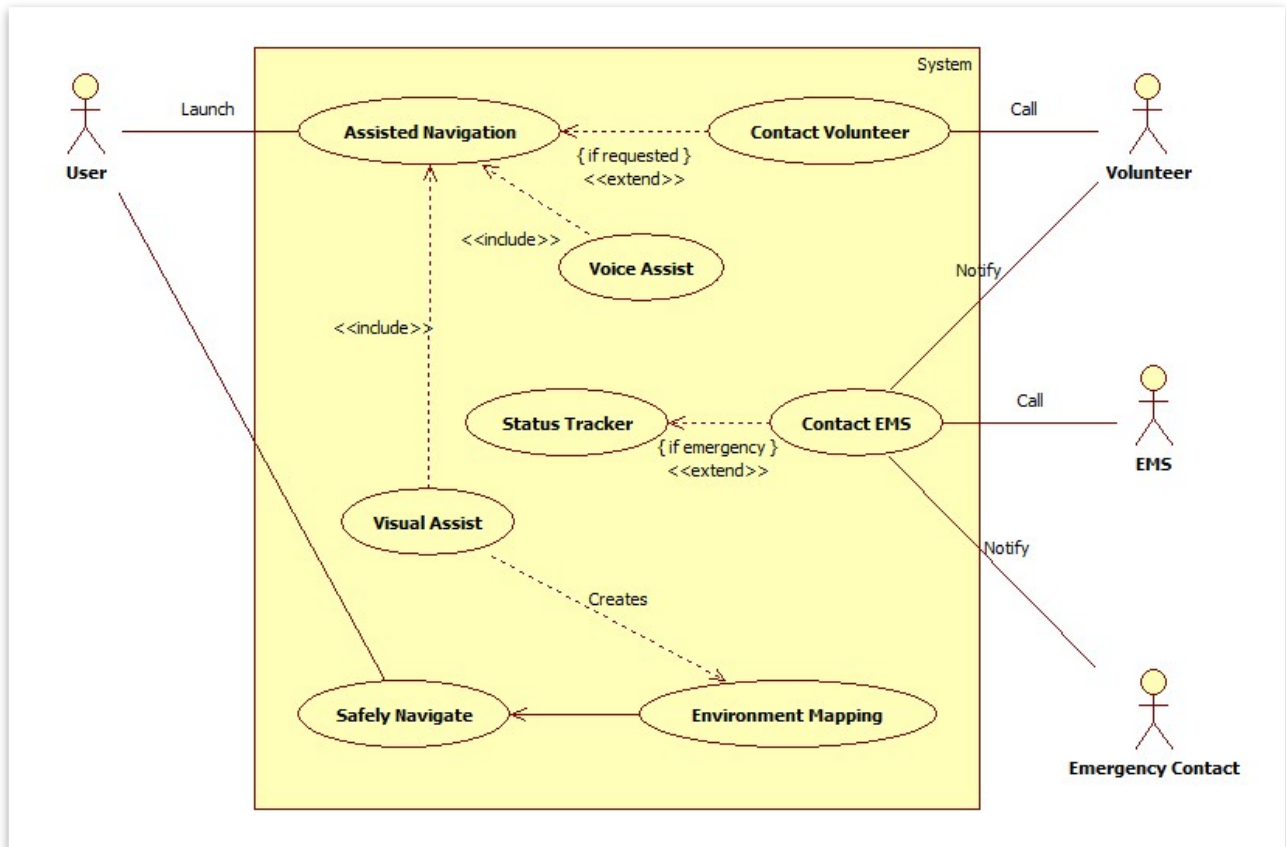 System
Launch
Assisted Navigation
Contact Volunteer
Call
User
{ if requested }
<<extend>>
Volunteer
<<include>>
Voice Assist
Notify
<<include>>
Status Tracker
Contact EMS
Call
{ if emergency }
<<extend>>
EMS
Visual Assist
Notify
Creates
Safely Navigate
Environment Mapping
Emergency Contact